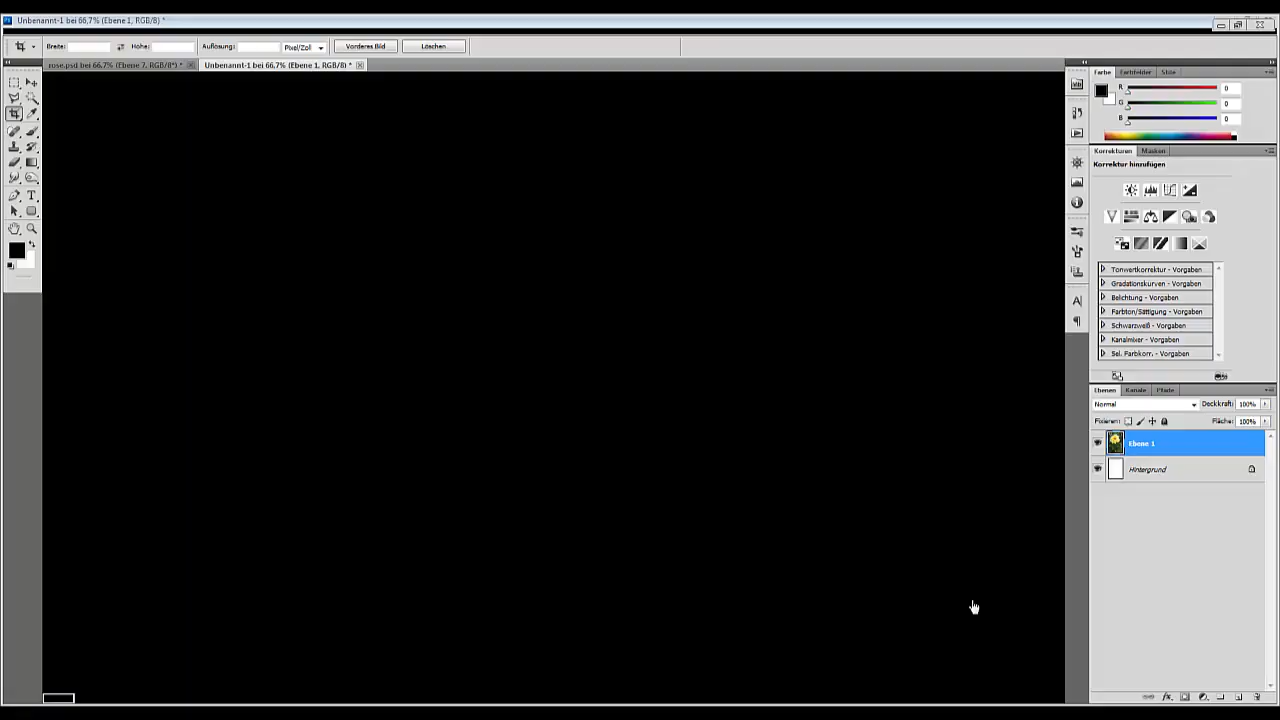 Unbenannt-1 bei 66,7% (Ebene 1, RGB/8) *
Breite: Höhe: Auflösung: Pixel/Zoll Vorderes Bild Löschen
rose.psd bei 66,7% (Ebene 7, RGB/8*) * Unbenannt-1 bei 66,7% (Ebene 1, RGB/8) *
Farbe Farbfelder Stile
R 0
G 0
B 0
Korrekturen Masken
Korrektur hinzufügen
Tonwertkorrektur - Vorgaben
Gradationskurven - Vorgaben
Belichtung - Vorgaben
Farbton/Sättigung - Vorgaben
Schwarzweiß - Vorgaben
Kanalmixer - Vorgaben
Sel. Farbkorr. - Vorgaben
Ebenen Kanäle Pfade
Normal Deckkraft: 100%
Fixieren: Fläche: 100%
Ebene 1
Hintergrund